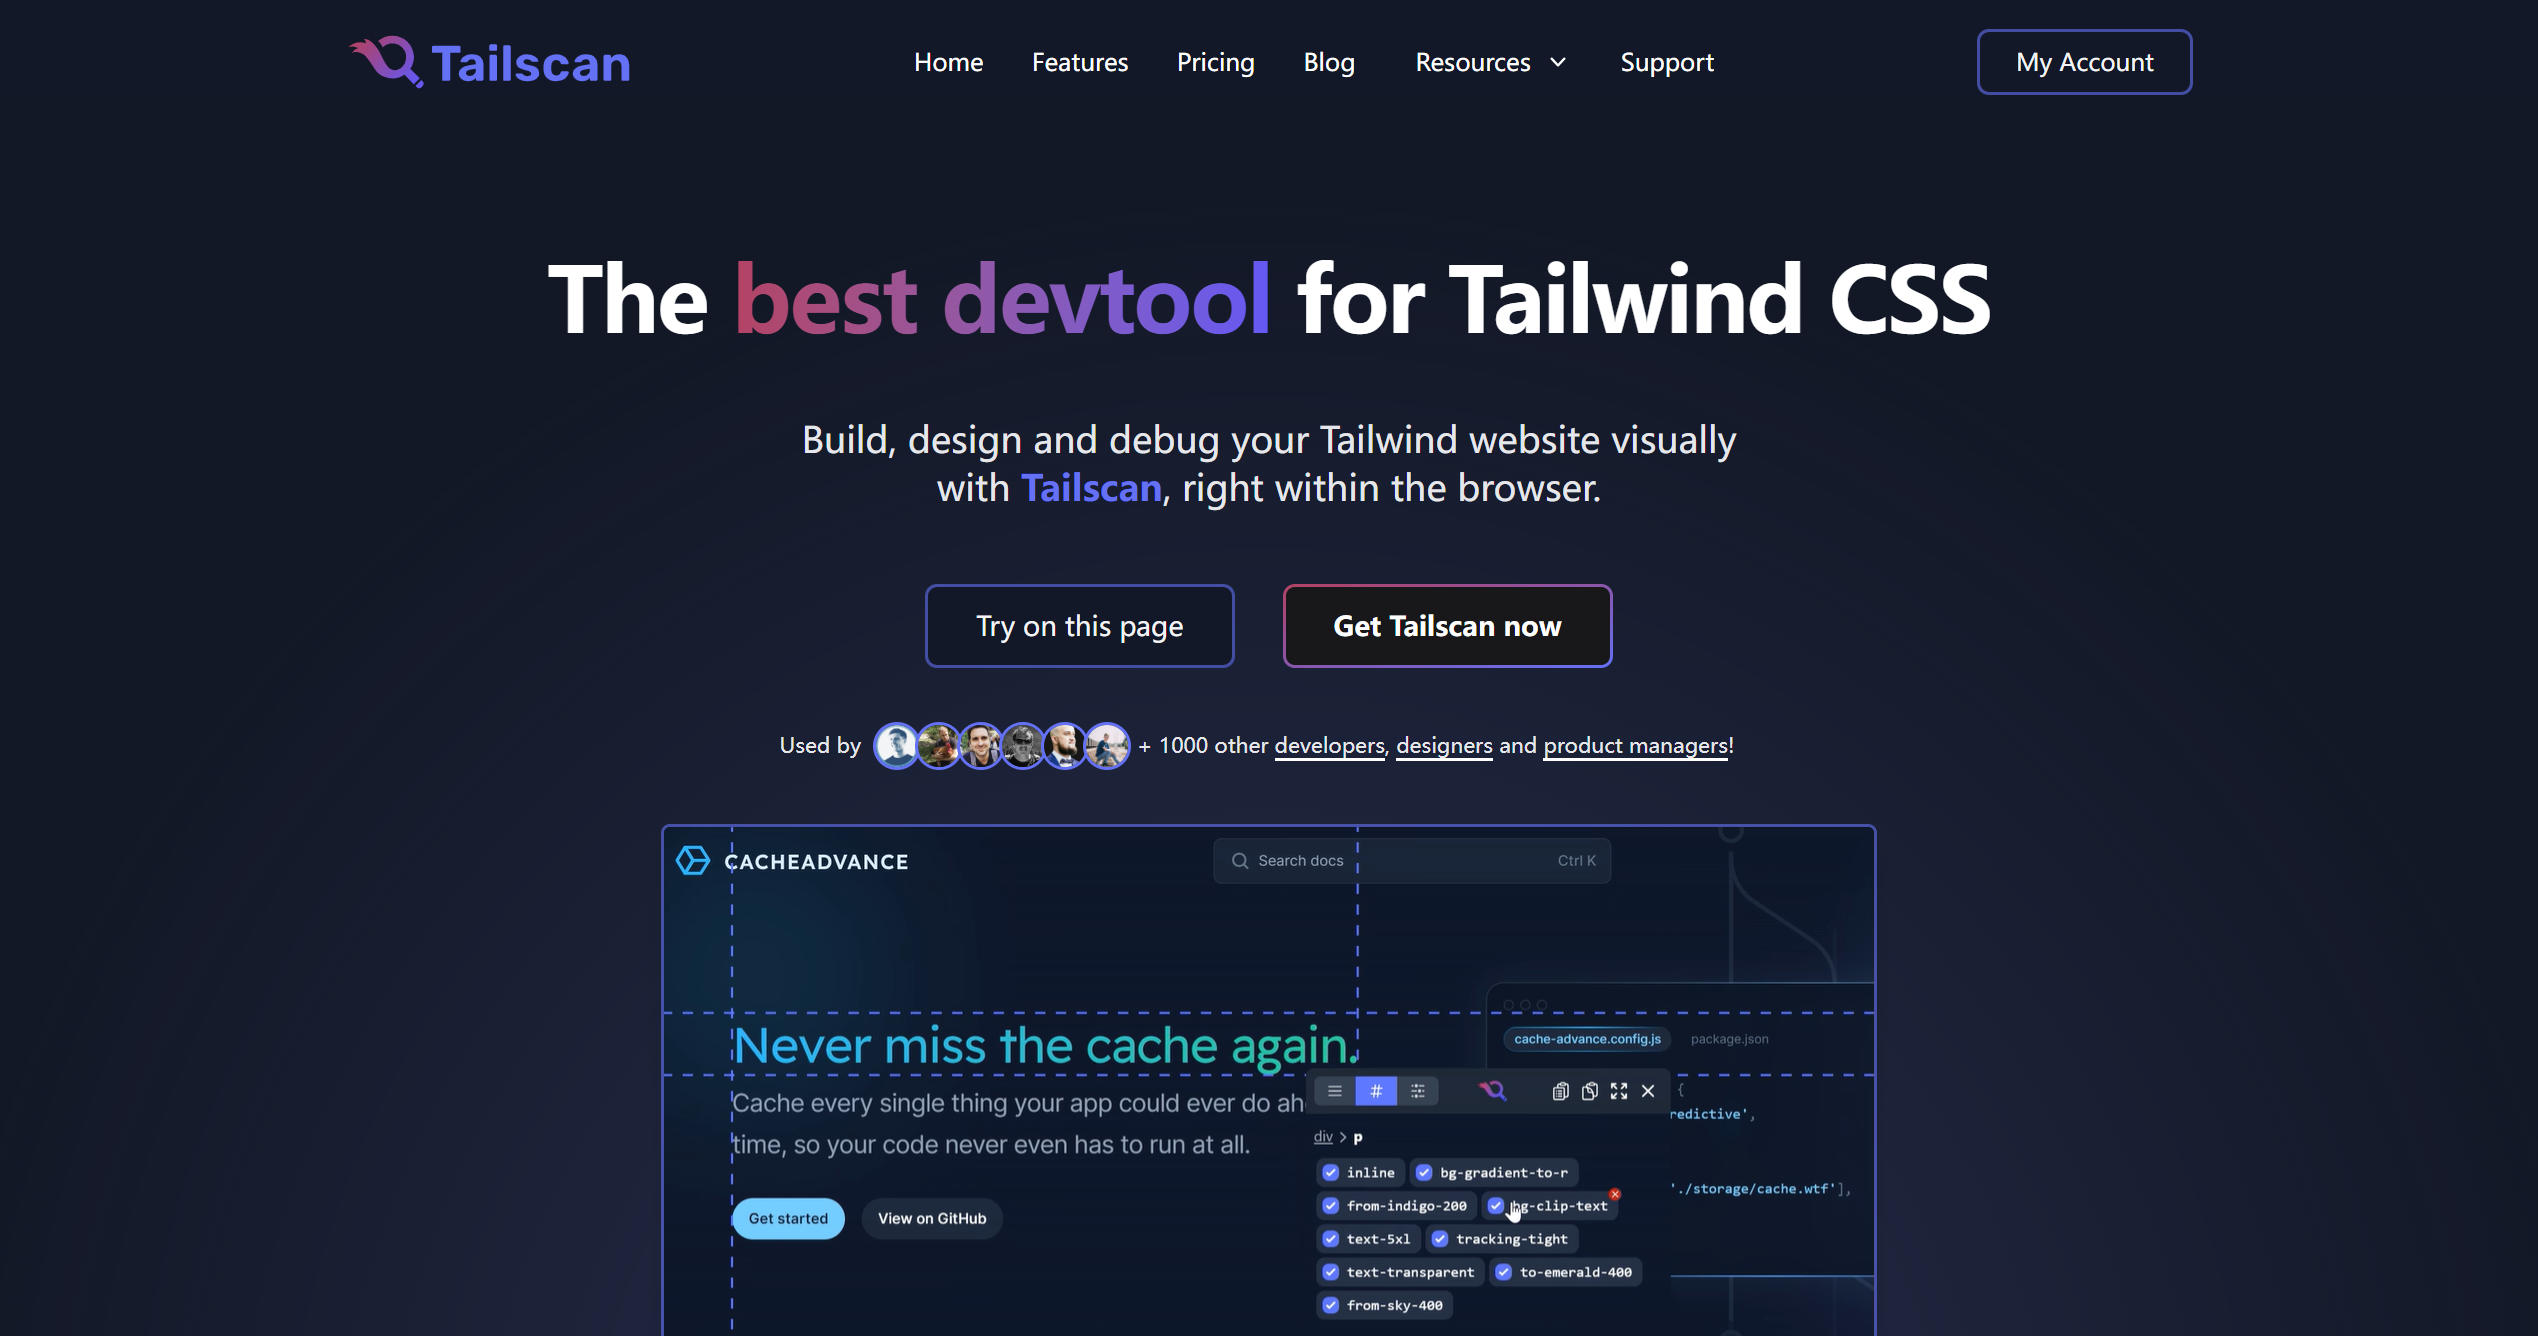 Tailscan
Home
Features
Pricing
Blog
Resources
Support
My Account
The best devtool for Tailwind CSS
Build, design and debug your Tailwind website visually
with Tailscan, right within the browser.
Try on this page
Get Tailscan now
Used by + 1000 other developers, designers and product managers!
CACHEADVANCE
Search docs
Ctrl K
Never miss the cache again.
cache-advance.config.js
package.json
Cache every single thing your app could ever do
time, so your code never even has to run at all.
Get started
View on GitHub
#
{
redictive',
'./storage/cache.wtf'],
div > p
inline
bg-gradient-to-r
from-indigo-200
bg-clip-text
text-5xl
tracking-tight
text-transparent
to-emerald-400
from-sky-400